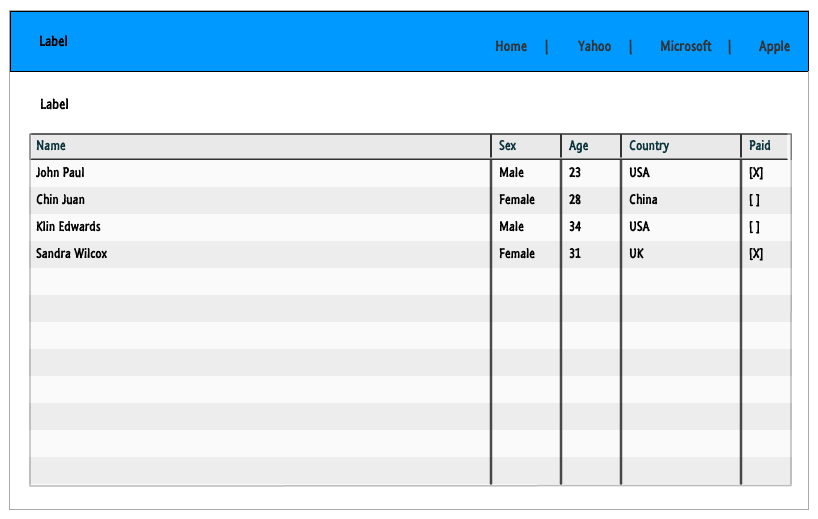 Label
Home | Yahoo | Microsoft | Apple
Label
Name Sex Age Country Paid
John Paul Male 23 USA [X]
Chin Juan Female 28 China [ ]
Klin Edwards Male 34 USA [ ]
Sandra Wilcox Female 31 UK [X]